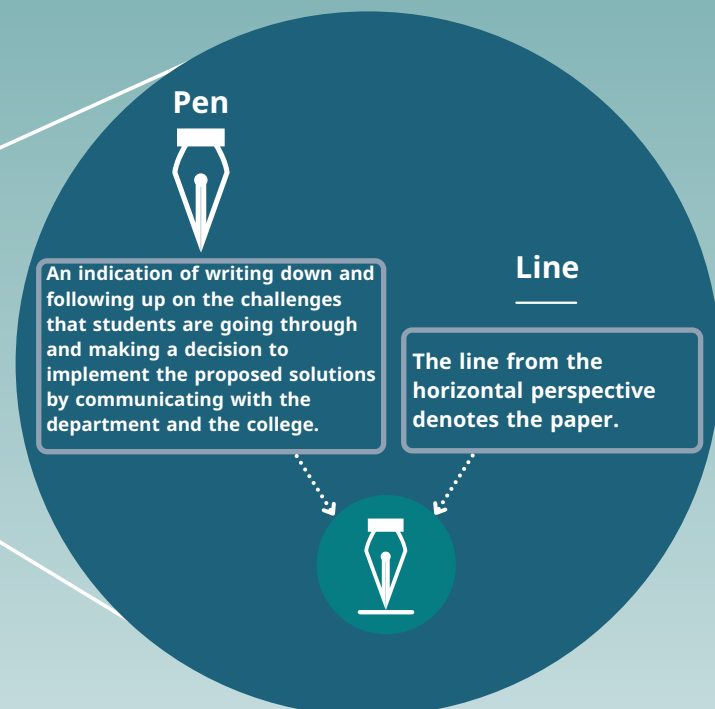 Pen
An indication of writing down and
following up on the challenges
that students are going through
and making a decision to
implement the proposed solutions
by communicating with the
department and the college.
Line
The line from the
horizontal perspective
denotes the paper.